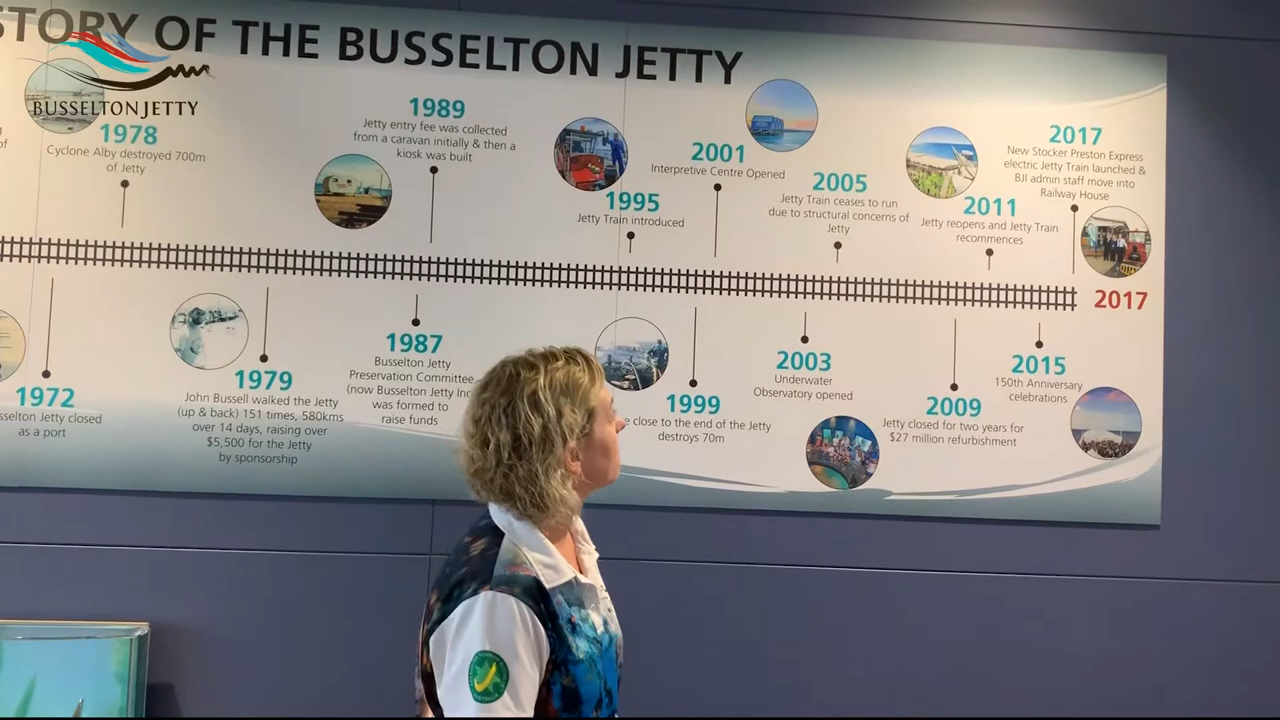 STORY OF THE BUSSELTON JETTY
BUSSELTON JETTY
1978
Cyclone Alby destroyed 700m
of Jetty
1989
Jetty entry fee was collected
from a caravan initially & then a
kiosk was built
1995
Jetty Train introduced
2001
Interpretive Centre Opened
2005
Jetty Train ceases to run
due to structural concerns of
Jetty
2011
Jetty reopens and Jetty Train
recommences
2017
New Stocker Preston Express
electric Jetty Train launched &
BJI admin staff move into
Railway House
2017
1972
sselton Jetty closed
as a port
1979
John Bussell walked the Jetty
(up & back) 151 times, 580kms
over 14 days, raising over
$5,500 for the Jetty
by sponsorship
1987
Busselton Jetty
Preservation Committee
(now Busselton Jetty Inc
was formed to
raise funds
1999
e close to the end of the Jetty
destroys 70m
2003
Underwater
Observatory opened
2009
Jetty closed for two years for
$27 million refurbishment
2015
150th Anniversary
celebrations